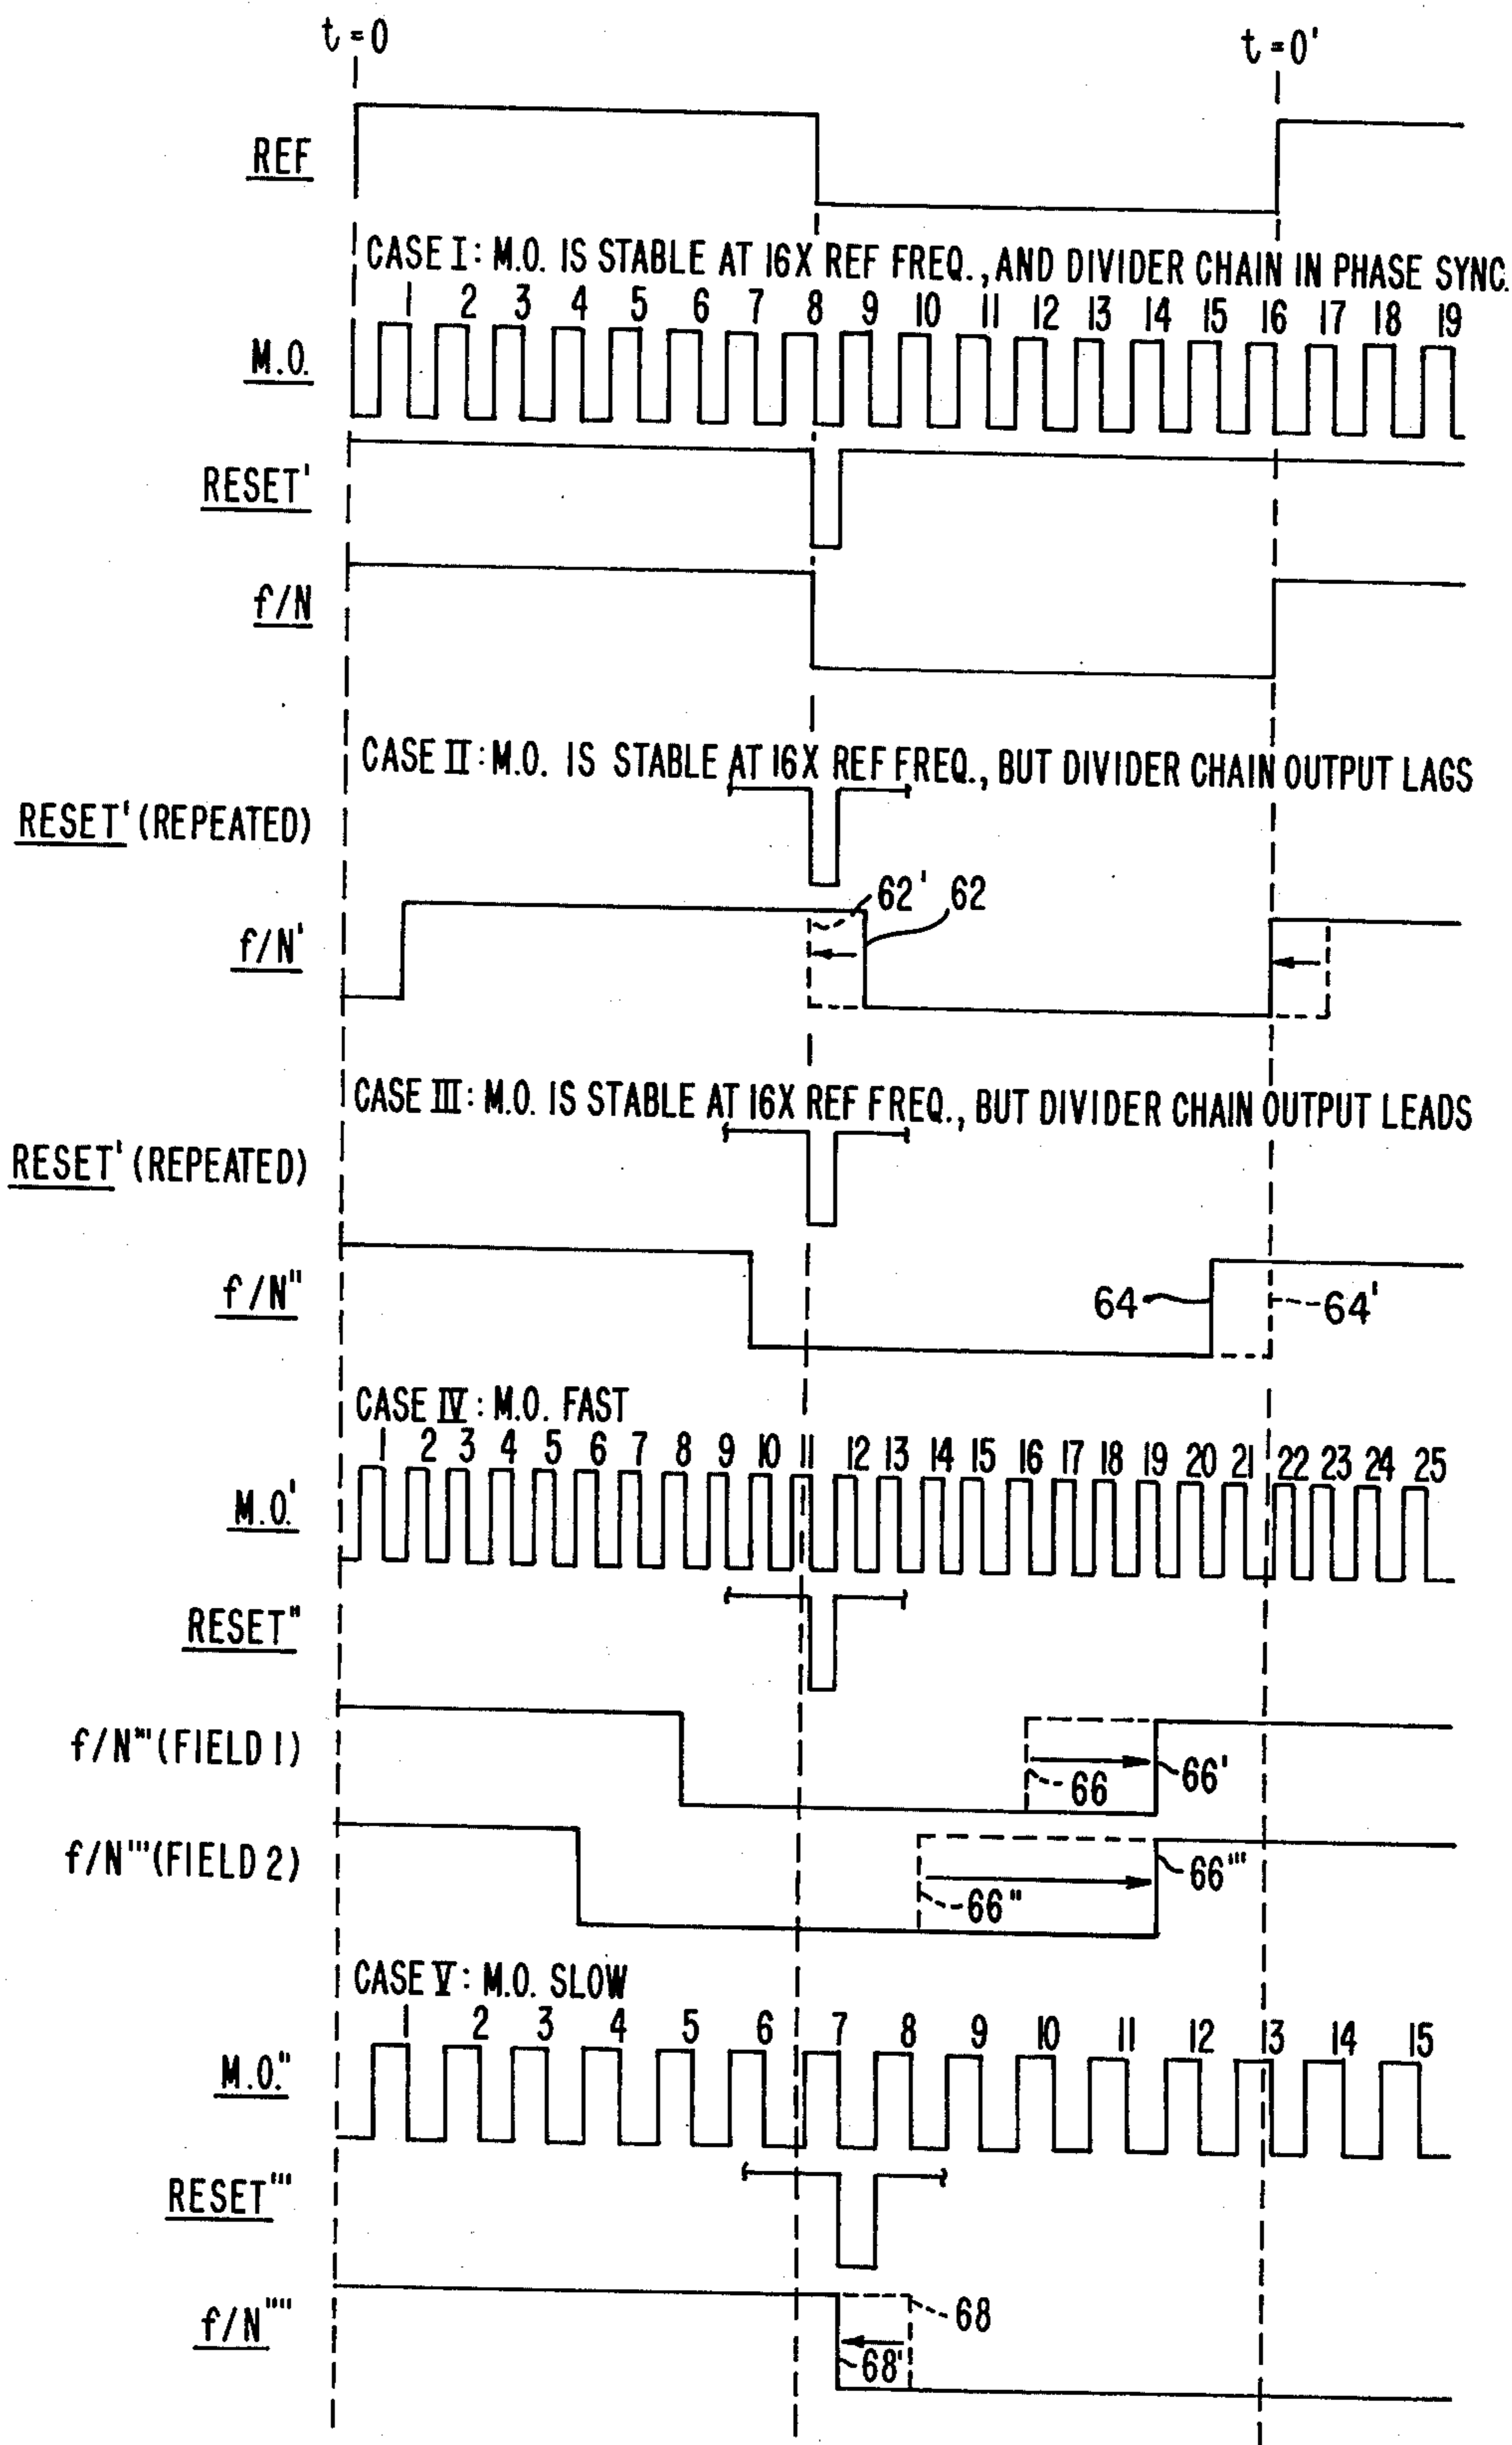 t=0 t=0'
REF
CASE I: M.O. IS STABLE AT 16X REF FREQ., AND DIVIDER CHAIN IN PHASE SYNC.
1 2 3 4 5 6 7 8 9 10 11 12 13 14 15 16 17 18 19
M.O.
RESET'
f/N
CASE II: M.O. IS STABLE AT 16X REF FREQ., BUT DIVIDER CHAIN OUTPUT LAGS
RESET' (REPEATED)
62' 62
f/N'
CASE III: M.O. IS STABLE AT 16X REF FREQ., BUT DIVIDER CHAIN OUTPUT LEADS
RESET' (REPEATED)
f/N" 64 64'
CASE IV: M.O. FAST
1 2 3 4 5 6 7 8 9 10 11 12 13 14 15 16 17 18 19 20 21 22 23 24 25
M.O.'
RESET"
f/N"' (FIELD 1) 66 66'
f/N"' (FIELD 2) 66" 66"'
CASE V: M.O. SLOW
1 2 3 4 5 6 7 8 9 10 11 12 13 14 15
M.O."
RESET"'
f/N"" 68
68'